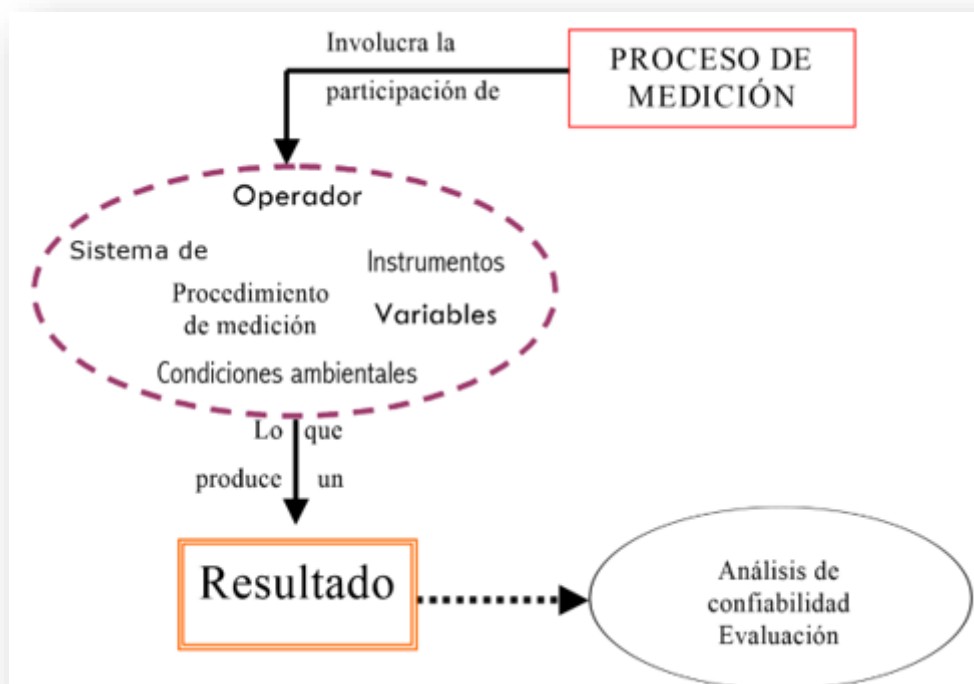 Involucra la
participación de
PROCESO DE
MEDICIÓN
Operador
Sistema de
Instrumentos
Procedimiento
de medición
Variables
Condiciones ambientales
Lo que
produce un
Resultado
Análisis de
confiabilidad
Evaluación